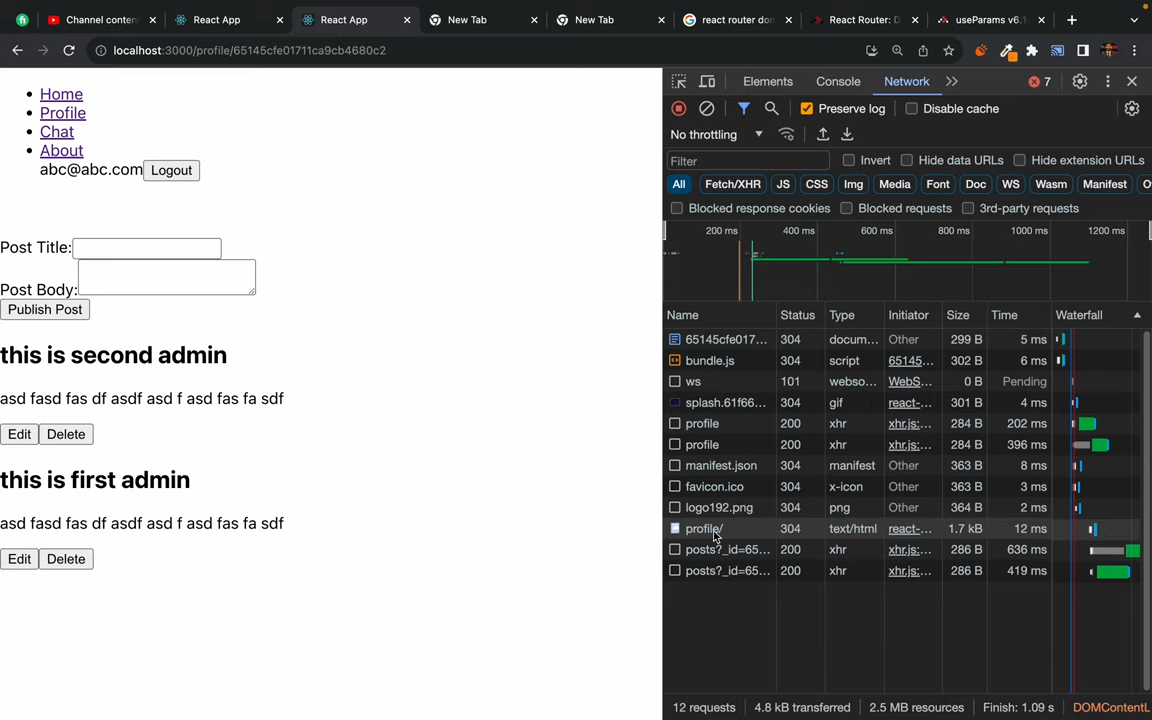 Channel content
React App
React App
New Tab
New Tab
react router dom
React Router: D
useParams v6.1
localhost:3000/profile/65145cfe01711ca9cb4680c2
Home
Profile
Chat
About
abc@abc.com Logout
Post Title:
Post Body:
Publish Post
this is second admin
asd fasd fas df asdf asd f asd fas fa sdf
Edit Delete
this is first admin
asd fasd fas df asdf asd f asd fas fa sdf
Edit Delete
Elements Console Network 7
Preserve log Disable cache
No throttling
Filter Invert Hide data URLs Hide extension URLs
All Fetch/XHR JS CSS Img Media Font Doc WS Wasm Manifest O
Blocked response cookies Blocked requests 3rd-party requests
200 ms 400 ms 600 ms 800 ms 1000 ms 1200 ms
Name Status Type Initiator Size Time Waterfall
65145cfe017... 304 docum... Other 299 B 5 ms
bundle.js 304 script 65145... 302 B 6 ms
ws 101 webso... WebS... 0 B Pending
splash.61f66... 304 gif react-... 301 B 4 ms
profile 200 xhr xhr.js:... 284 B 202 ms
profile 200 xhr xhr.js:... 284 B 396 ms
manifest.json 304 manifest Other 363 B 8 ms
favicon.ico 304 x-icon Other 363 B 3 ms
logo192.png 304 png Other 364 B 2 ms
profile/ 304 text/html react-... 1.7 kB 12 ms
posts?_id=65... 200 xhr xhr.js:... 286 B 636 ms
posts?_id=65... 200 xhr xhr.js:... 286 B 419 ms
12 requests 4.8 kB transferred 2.5 MB resources Finish: 1.09 s DOMContentL